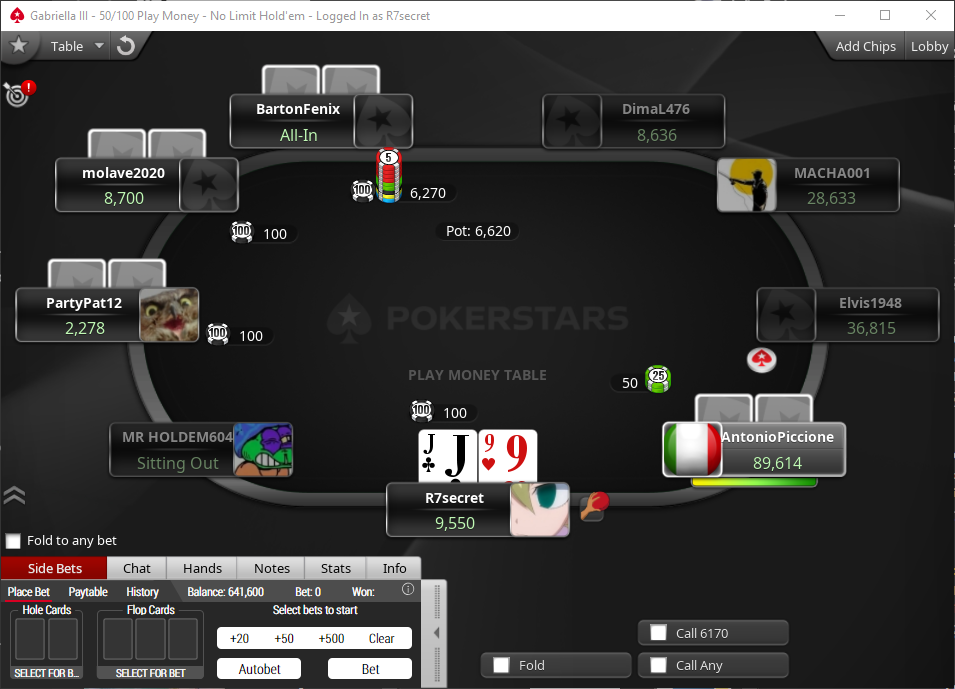 Gabriella III - 50/100 Play Money - No Limit Hold'em - Logged In as R7secret
Table
Add Chips
Lobby
!
BartonFenix
All-In
DimaL476
8,636
molave2020
8,700
MACHA001
28,633
5
100
6,270
100
100
Pot: 6,620
PartyPat12
2,278
Elvis1948
36,815
POKERSTARS
100
100
PLAY MONEY TABLE
50
25
100
100
MR HOLDEM604
Sitting Out
J
J
9
9
AntonioPiccione
89,614
R7secret
9,550
Fold to any bet
Side Bets
Chat
Hands
Notes
Stats
Info
Place Bet
Paytable
History
Balance: 641,600
Bet: 0
Won:
Hole Cards
Flop Cards
Select bets to start
+20
+50
+500
Clear
SELECT FOR B...
SELECT FOR BET
Autobet
Bet
Call 6170
Fold
Call Any